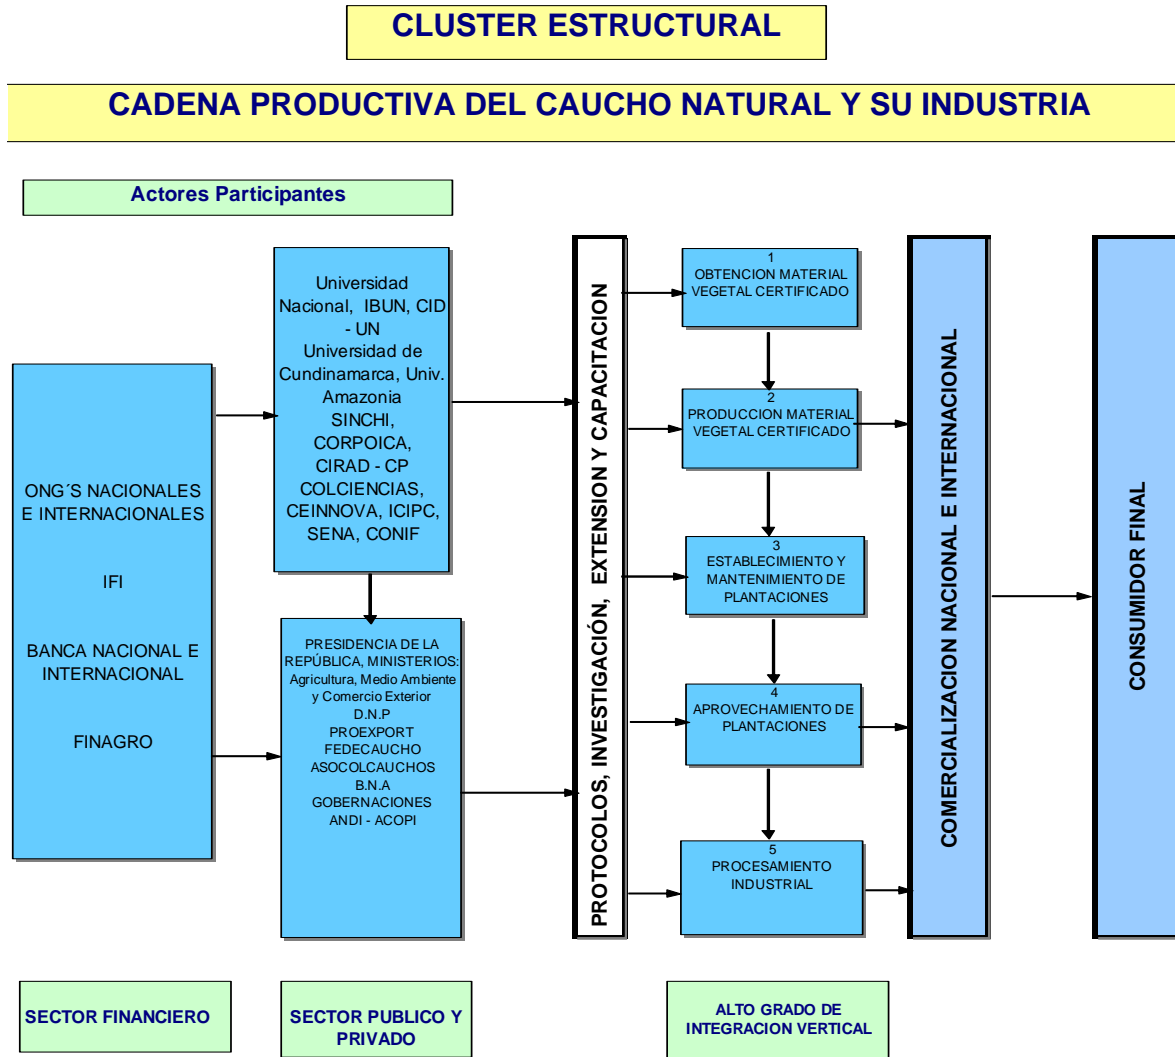 CLUSTER ESTRUCTURAL
CADENA PRODUCTIVA DEL CAUCHO NATURAL Y SU INDUSTRIA
Actores Participantes
ONG´S NACIONALES
E INTERNACIONALES
IFI
BANCA NACIONAL E
INTERNACIONAL
FINAGRO
Universidad
Nacional, IBUN, CID
- UN
Universidad de
Cundinamarca, Univ.
Amazonia
SINCHI,
CORPOICA,
CIRAD - CP
COLCIENCIAS,
CEINNOVA, ICIPC,
SENA, CONIF
PRESIDENCIA DE LA
REPÚBLICA, MINISTERIOS:
Agricultura, Medio Ambiente
y Comercio Exterior
D.N.P
PROEXPORT
FEDECAUCHO
ASOCOLCAUCHOS
B.N.A
GOBERNACIONES
ANDI - ACOPI
PROTOCOLOS, INVESTIGACIÓN, EXTENSION Y CAPACITACION
1
OBTENCION MATERIAL
VEGETAL CERTIFICADO
2
PRODUCCION MATERIAL
VEGETAL CERTIFICADO
3
ESTABLECIMIENTO Y
MANTENIMIENTO DE
PLANTACIONES
4
APROVECHAMIENTO DE
PLANTACIONES
5
PROCESAMIENTO
INDUSTRIAL
COMERCIALIZACION NACIONAL E INTERNACIONAL
CONSUMIDOR FINAL
SECTOR FINANCIERO
SECTOR PUBLICO Y
PRIVADO
ALTO GRADO DE
INTEGRACION VERTICAL